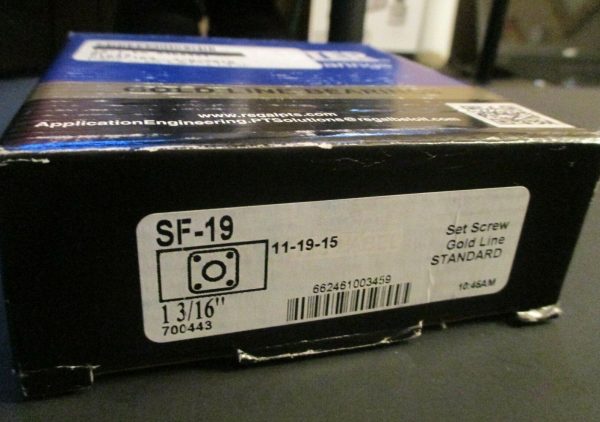 GOLD LINE BEARING
www.regalpts.com
ApplicationEngineering.PTSolutions@regalbeloit.com
SF-19
11-19-15
1 3/16"
700443
662461003459
Set Screw
Gold Line
STANDARD
10:46AM